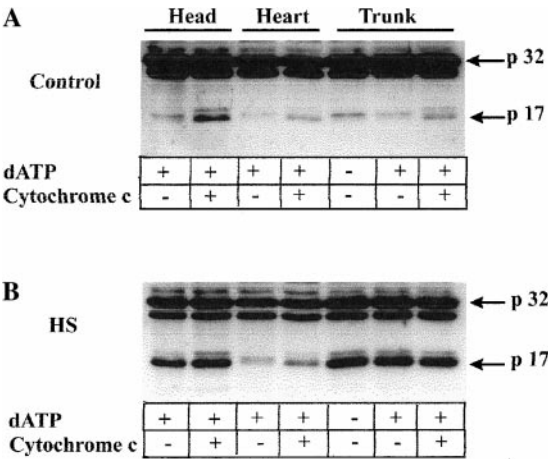 A
Head Heart Trunk
Control
p 32
p 17
dATP + + + + - + +
Cytochrome c - + - + - - +
B
HS
p 32
p 17
dATP + + + + - + +
Cytochrome c - + - + - - +